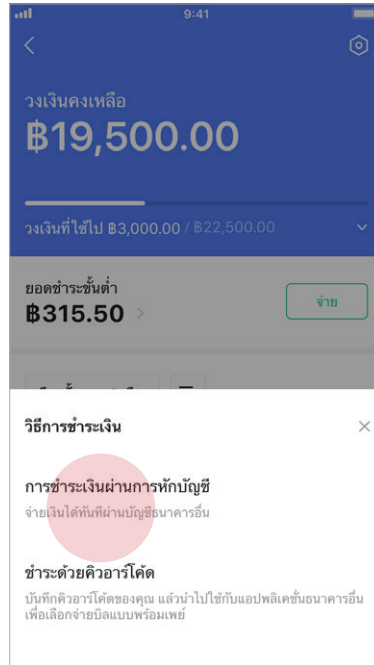 9:41
วงเงินคงเหลือ
฿19,500.00
วงเงินที่ใช้ไป ฿3,000.00 / ฿22,500.00
ยอดชำระขั้นต่ำ
฿315.50
จ่าย
วิธีการชำระเงิน
การชำระเงินผ่านการหักบัญชี
จ่ายเงินได้ทันทีผ่านบัญชีธนาคารอื่น
ชำระด้วยคิวอาร์โค้ด
บันทึกคิวอาร์โค้ดของคุณ แล้วนำไปใช้กับแอปพลิเคชั่นธนาคารอื่น
เพื่อเลือกจ่ายบิลแบบพร้อมเพย์